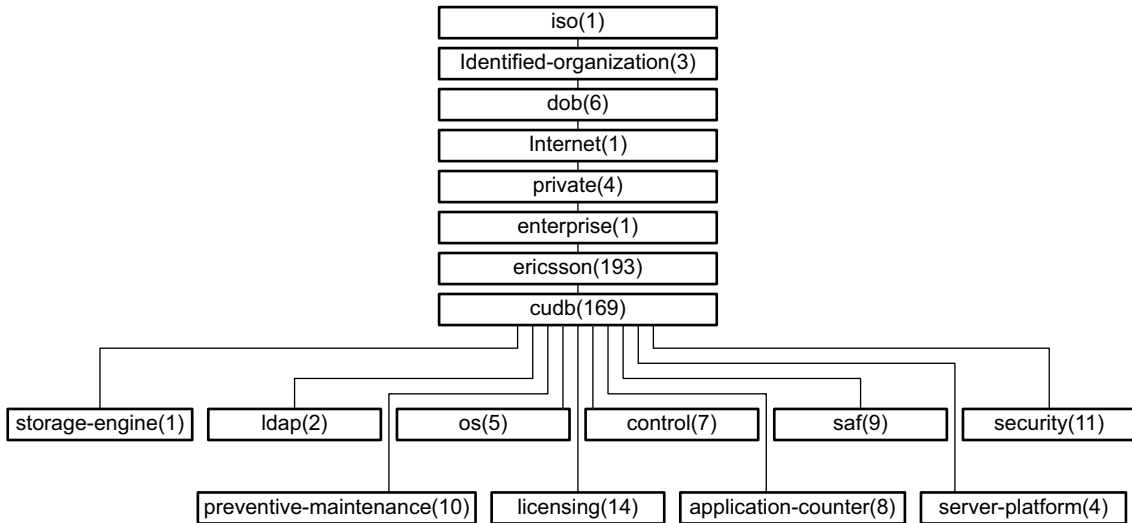 iso(1)
Identified-organization(3)
dob(6)
Internet(1)
private(4)
enterprise(1)
ericsson(193)
cudb(169)
storage-engine(1)
ldap(2)
os(5)
control(7)
saf(9)
security(11)
preventive-maintenance(10)
licensing(14)
application-counter(8)
server-platform(4)